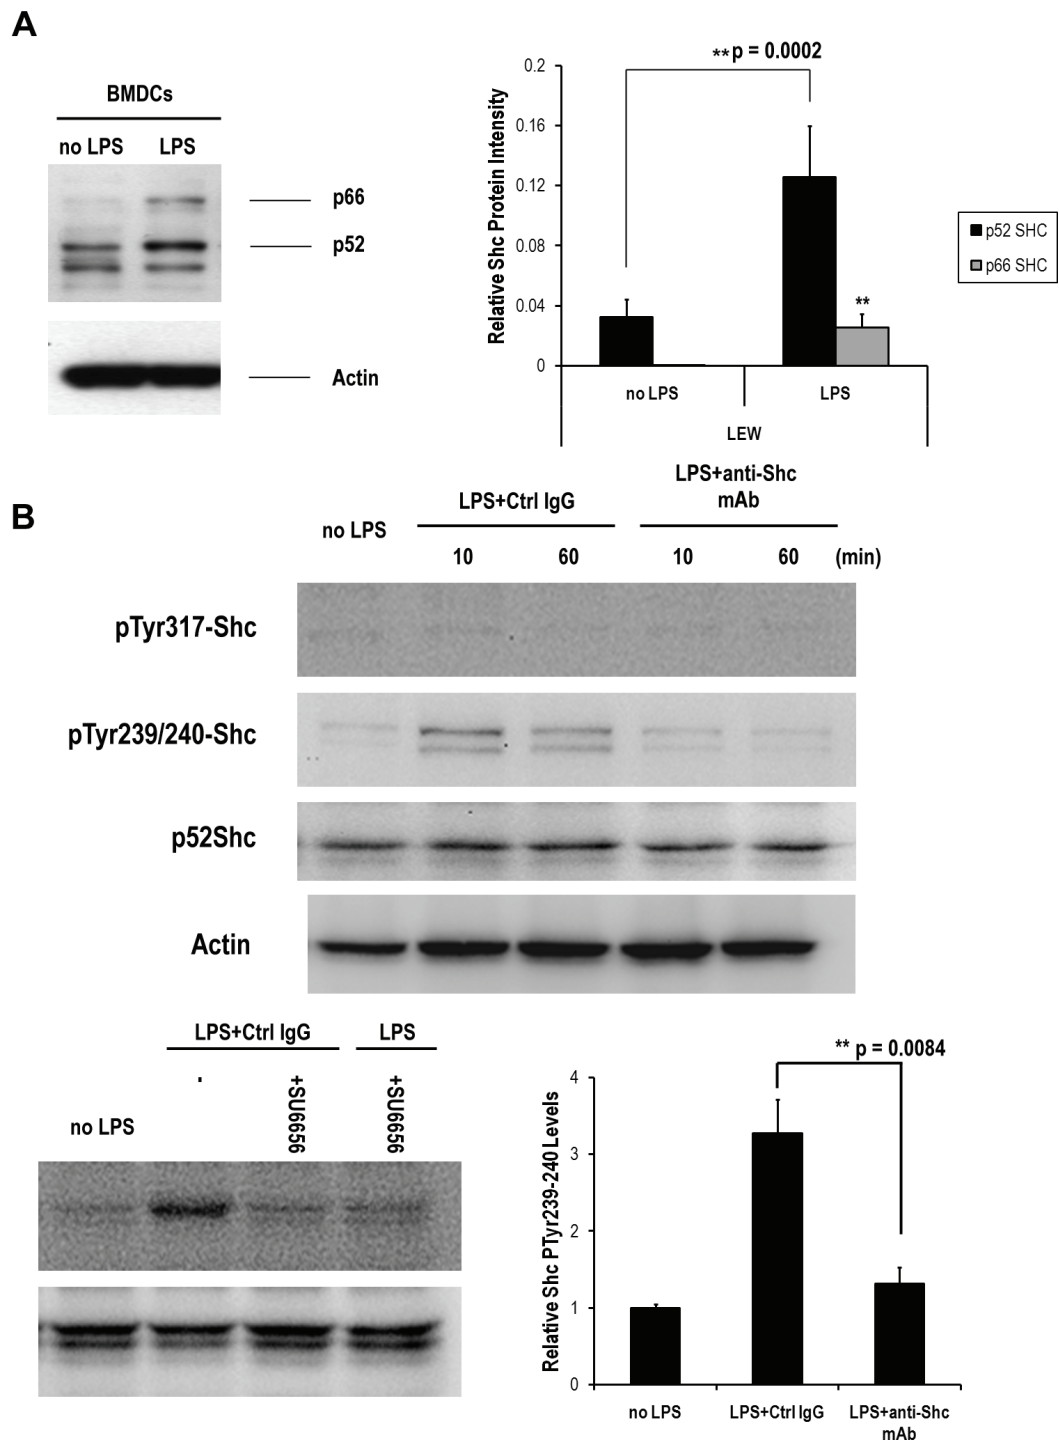 A
BMDCs
no LPS LPS
p66
p52
Actin
**p = 0.0002
Relative Shc Protein Intensity
0.2
0.16
0.12
0.08
0.04
0
**
no LPS LPS
LEW
p52 SHC
p66 SHC
B
no LPS
LPS+Ctrl IgG
LPS+anti-Shc
mAb
10 60 10 60 (min)
pTyr317-Shc
pTyr239/240-Shc
p52Shc
Actin
LPS+Ctrl IgG LPS
no LPS - +SU6656 +SU6656
** p = 0.0084
Relative Shc PTyr239-240 Levels
4
3
2
1
0
no LPS LPS+Ctrl IgG LPS+anti-Shc
mAb